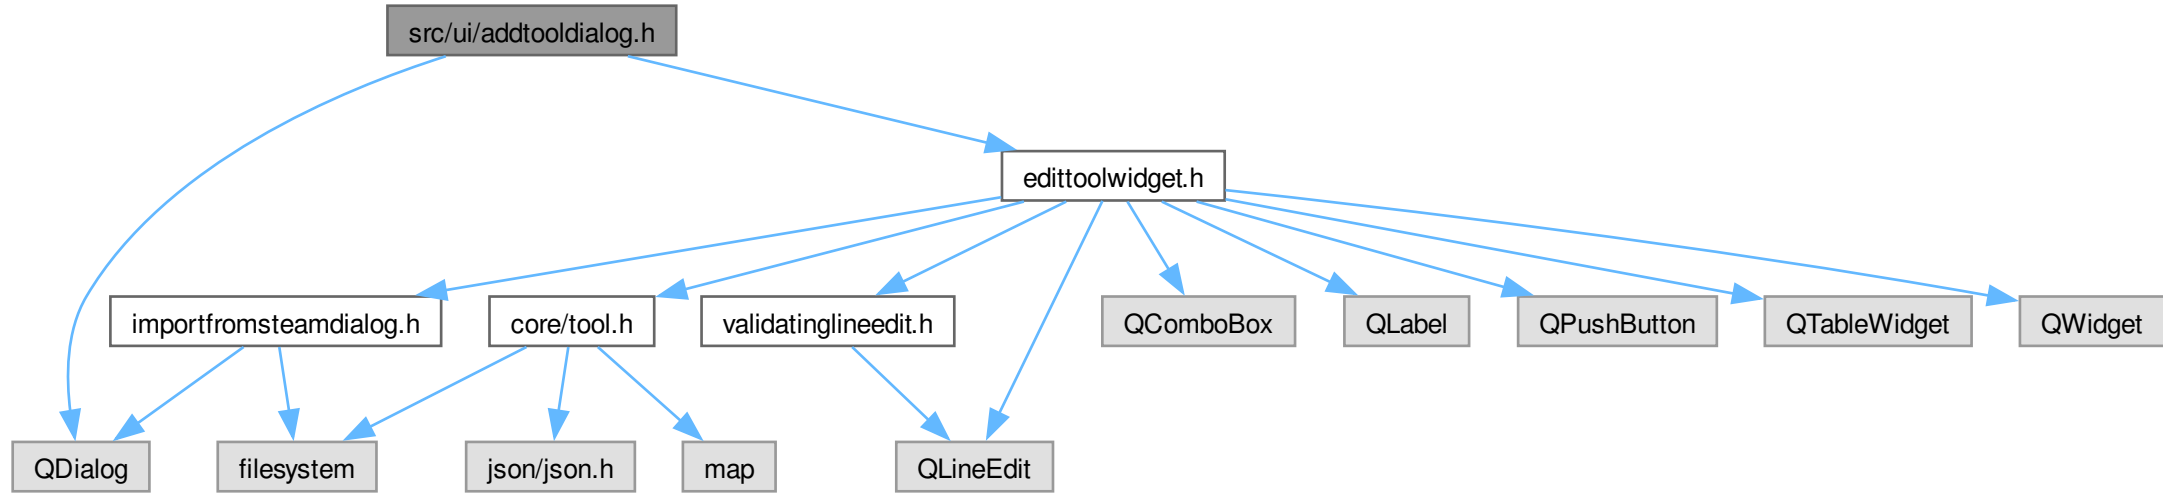 src/ui/addtooldialog.h
edittoolwidget.h
importfromsteamdialog.h
core/tool.h
validatinglineedit.h
QComboBox
QLabel
QPushButton
QTableWidget
QWidget
QDialog
filesystem
json/json.h
map
QLineEdit